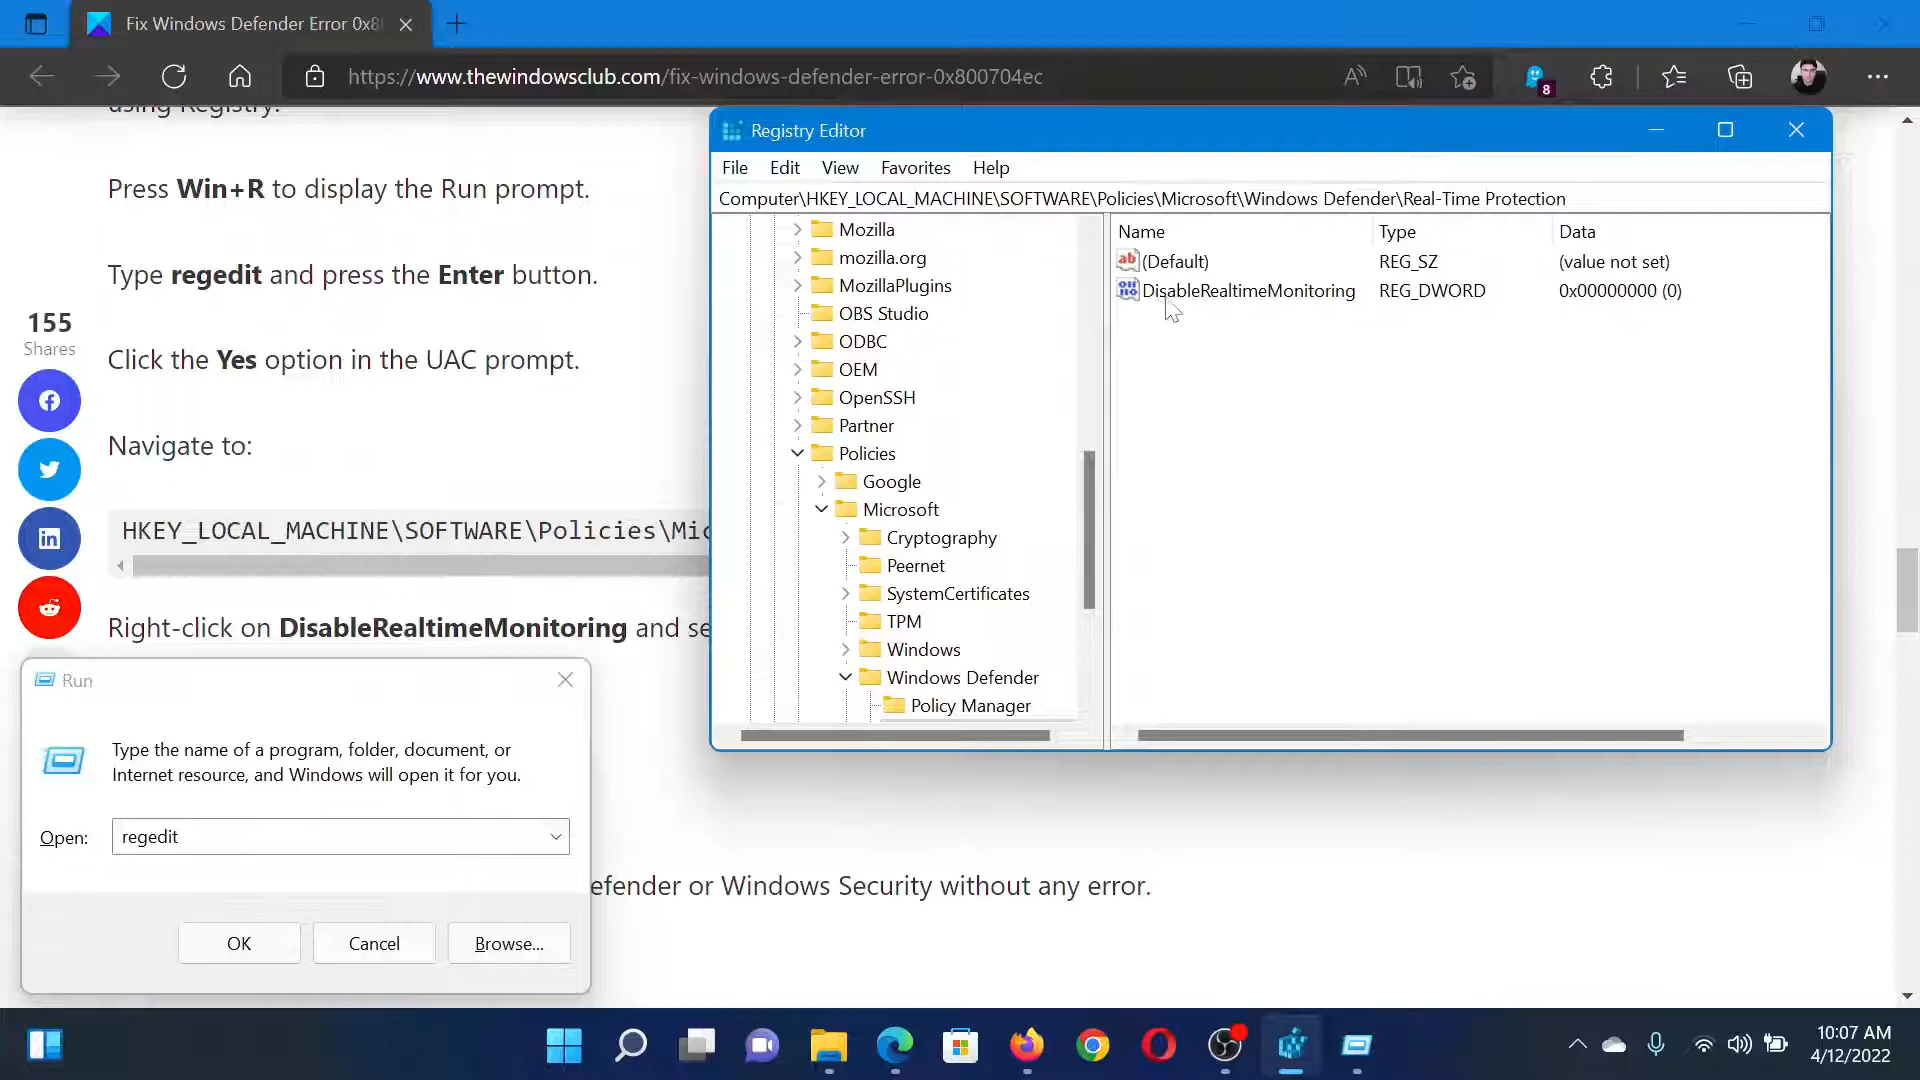 Fix Windows Defender Error 0x8
https://www.thewindowsclub.com/fix-windows-defender-error-0x800704ec
8
using Registry.
Press Win+R to display the Run prompt.
Type regedit and press the Enter button.
155
Shares
Click the Yes option in the UAC prompt.
Navigate to:
HKEY_LOCAL_MACHINE\SOFTWARE\Policies\Mic
Right-click on DisableRealtimeMonitoring and se
Registry Editor
File Edit View Favorites Help
Computer\HKEY_LOCAL_MACHINE\SOFTWARE\Policies\Microsoft\Windows Defender\Real-Time Protection
Mozilla
mozilla.org
MozillaPlugins
OBS Studio
ODBC
OEM
OpenSSH
Partner
Policies
Google
Microsoft
Cryptography
Peernet
SystemCertificates
TPM
Windows
Windows Defender
Policy Manager
Name Type Data
(Default) REG_SZ (value not set)
DisableRealtimeMonitoring REG_DWORD 0x00000000 (0)
Run
Type the name of a program, folder, document, or
Internet resource, and Windows will open it for you.
Open: regedit
OK Cancel Browse...
efender or Windows Security without any error.
10:07 AM
4/12/2022